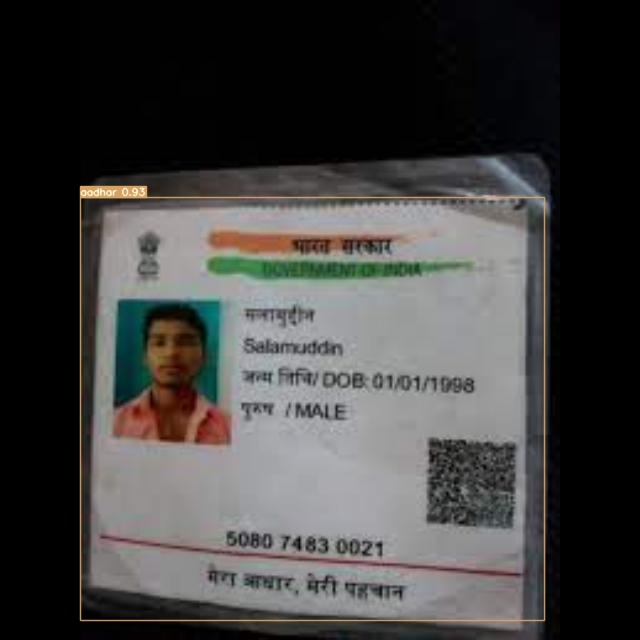 aadhar 0.93
भारत सरकार
GOVERNMENT OF INDIA
सलामुद्दीन
Salamuddin
जन्म तिथि/ DOB: 01/01/1998
पुरुष / MALE
5080 7483 0021
मेरा आधार, मेरी पहचान